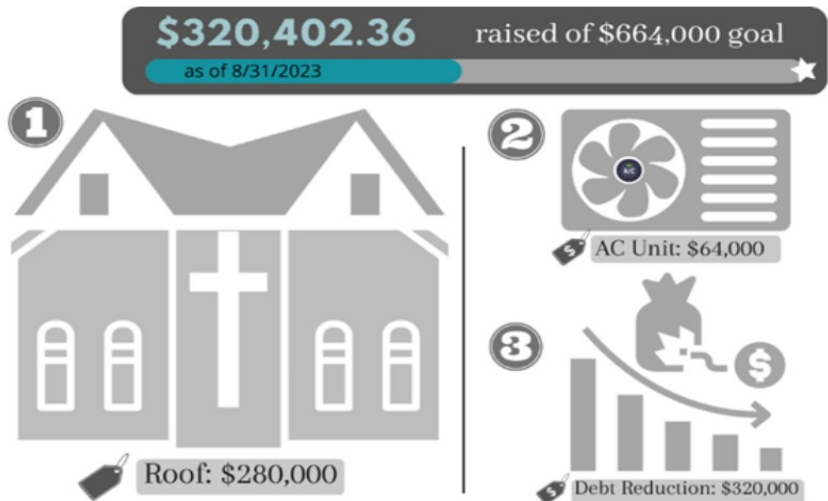 $320,402.36 raised of $664,000 goal
as of 8/31/2023
1
Roof: $280,000
2
A/C
$ AC Unit: $64,000
3
$
$ Debt Reduction: $320,000